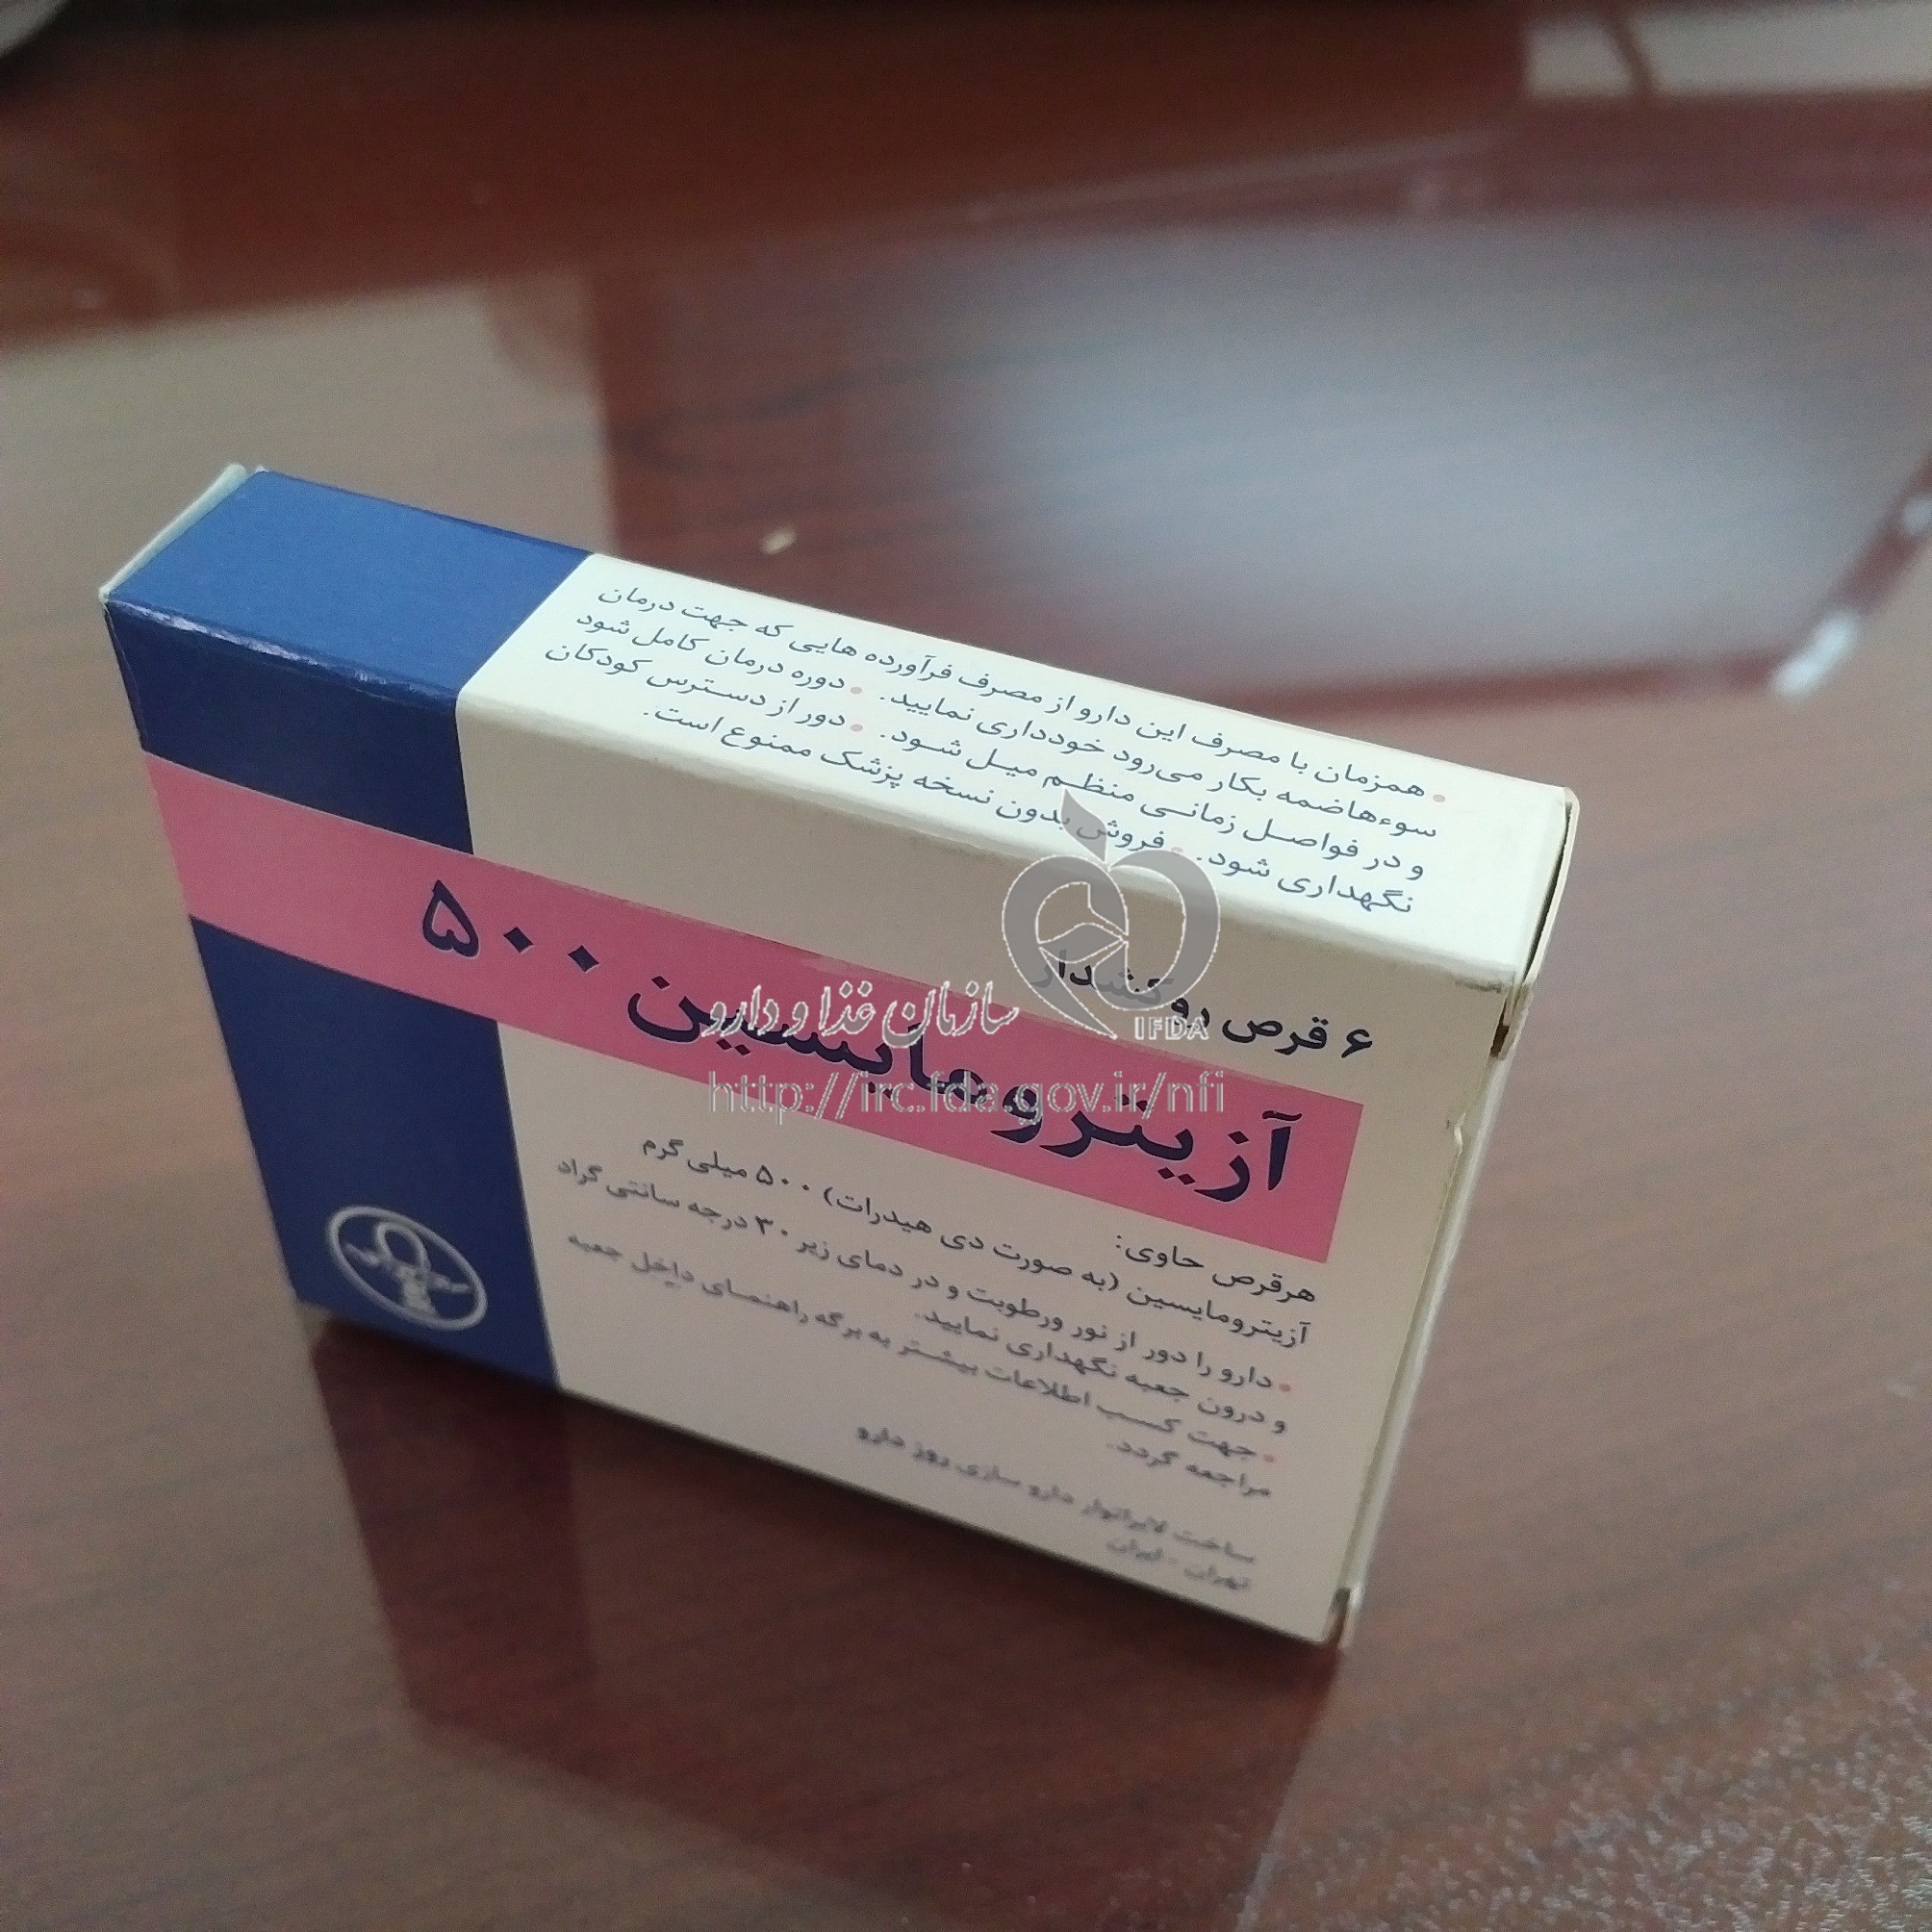 • همزمان با مصرف این دارو از مصرف فرآورده هایی که جهت درمان
سوءهاضمه بکار می‌رود خودداری نمایید. • دوره درمان کامل شود
و در فواصل زمانی منظم میل شود. • دور از دسترس کودکان
نگهداری شود. • فروش بدون نسخه پزشک ممنوع است.
۶ قرص روکشدار
آزیترومایسین ۵۰۰
هرقرص حاوی:
آزیترومایسین (به صورت دی هیدرات) ۵۰۰ میلی گرم
• دارو را دور از نور ورطوبت و در دمای زیر ۳۰ درجه سانتی گراد
و درون جعبه نگهداری نمایید.
• جهت کسب اطلاعات بیشتر به برگه راهنمای داخل جعبه
مراجعه گردد.
ساخت لابراتوار دارو سازی روز دارو
تهران - ایران
سازمان غذا و دارو
IFDA
http://irc.fda.gov.ir/nfi